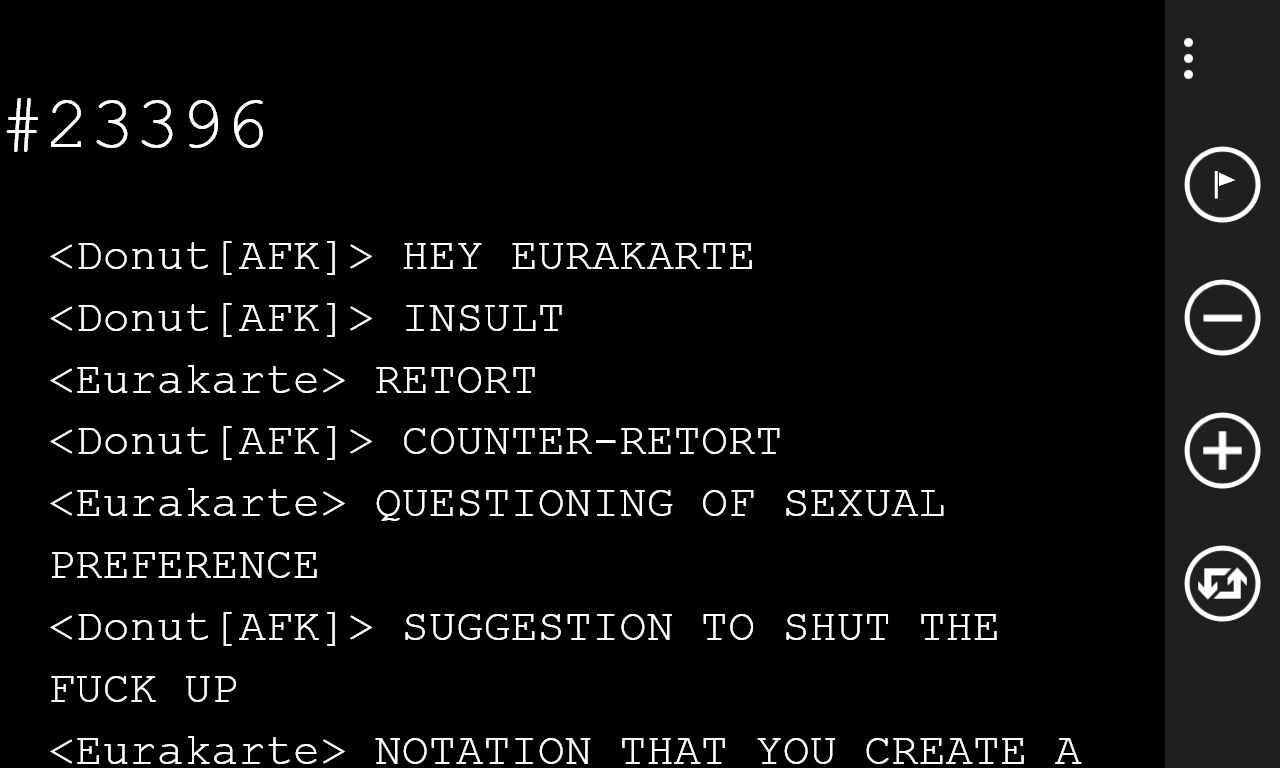 #23396
<Donut[AFK]> HEY EURAKARTE
<Donut[AFK]> INSULT
<Eurakarte> RETORT
<Donut[AFK]> COUNTER-RETORT
<Eurakarte> QUESTIONING OF SEXUAL
PREFERENCE
<Donut[AFK]> SUGGESTION TO SHUT THE
FUCK UP
<Eurakarte> NOTATION THAT YOU CREATE A